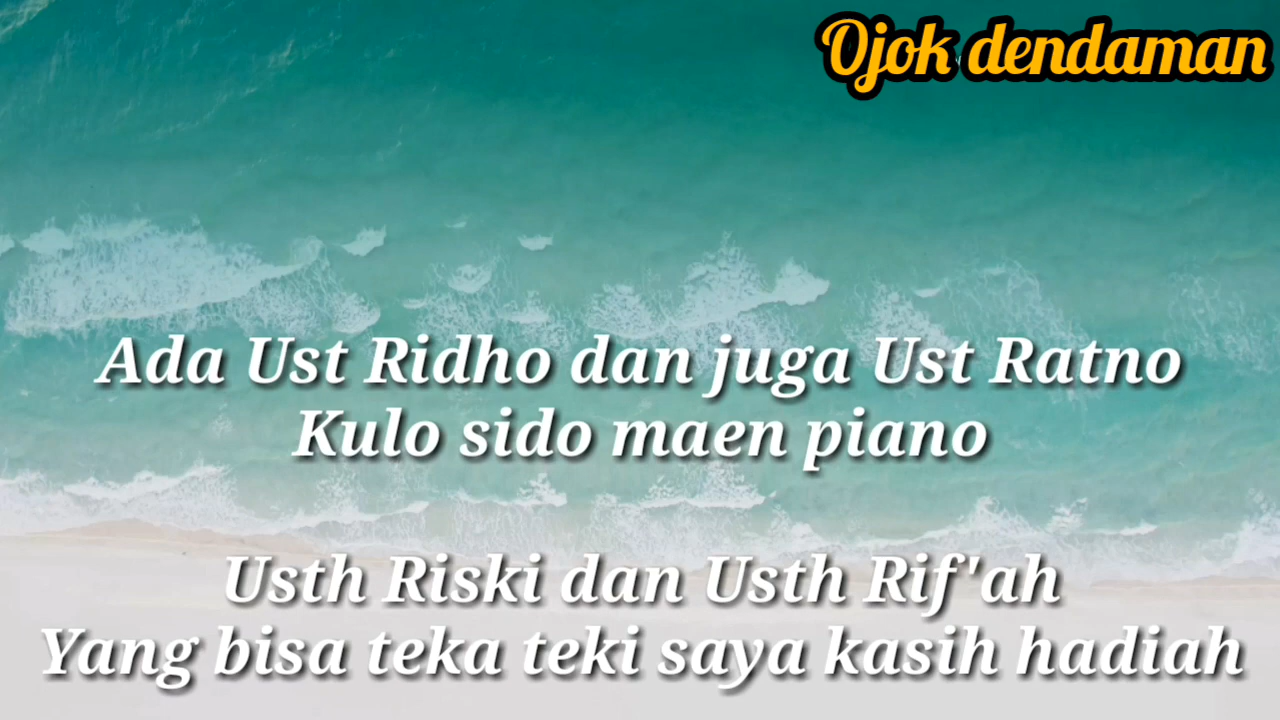 Ojok dendaman
Ada Ust Ridho dan juga Ust Ratno
Kulo sido maen piano
Usth Riski dan Usth Rif'ah
Yang bisa teka teki saya kasih hadiah